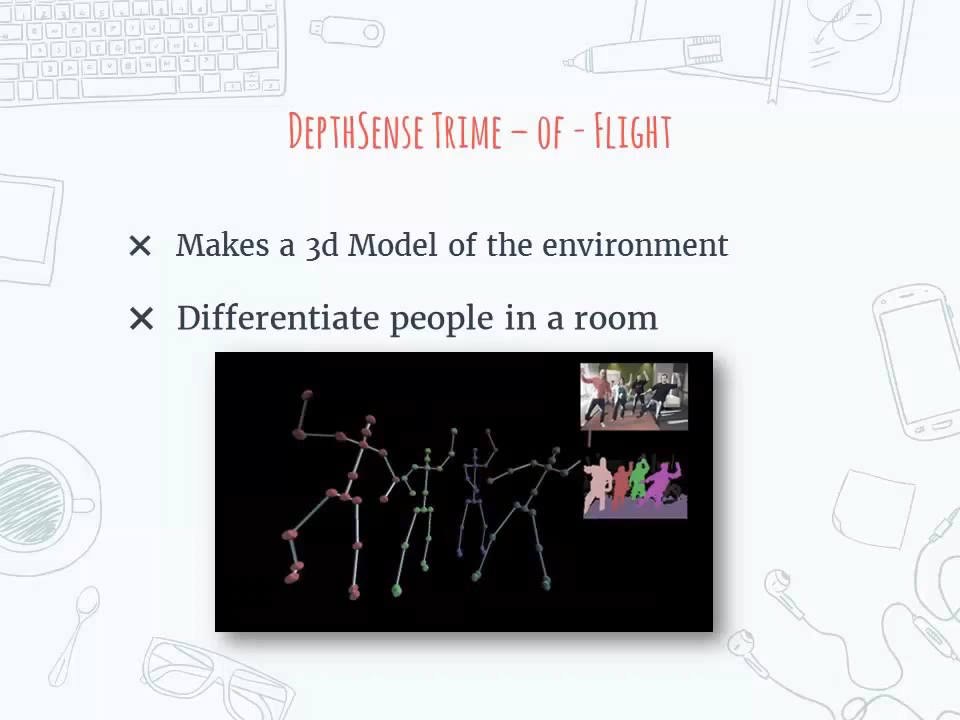 DepthSense Trime – of - Flight
Makes a 3d Model of the environment
Differentiate people in a room